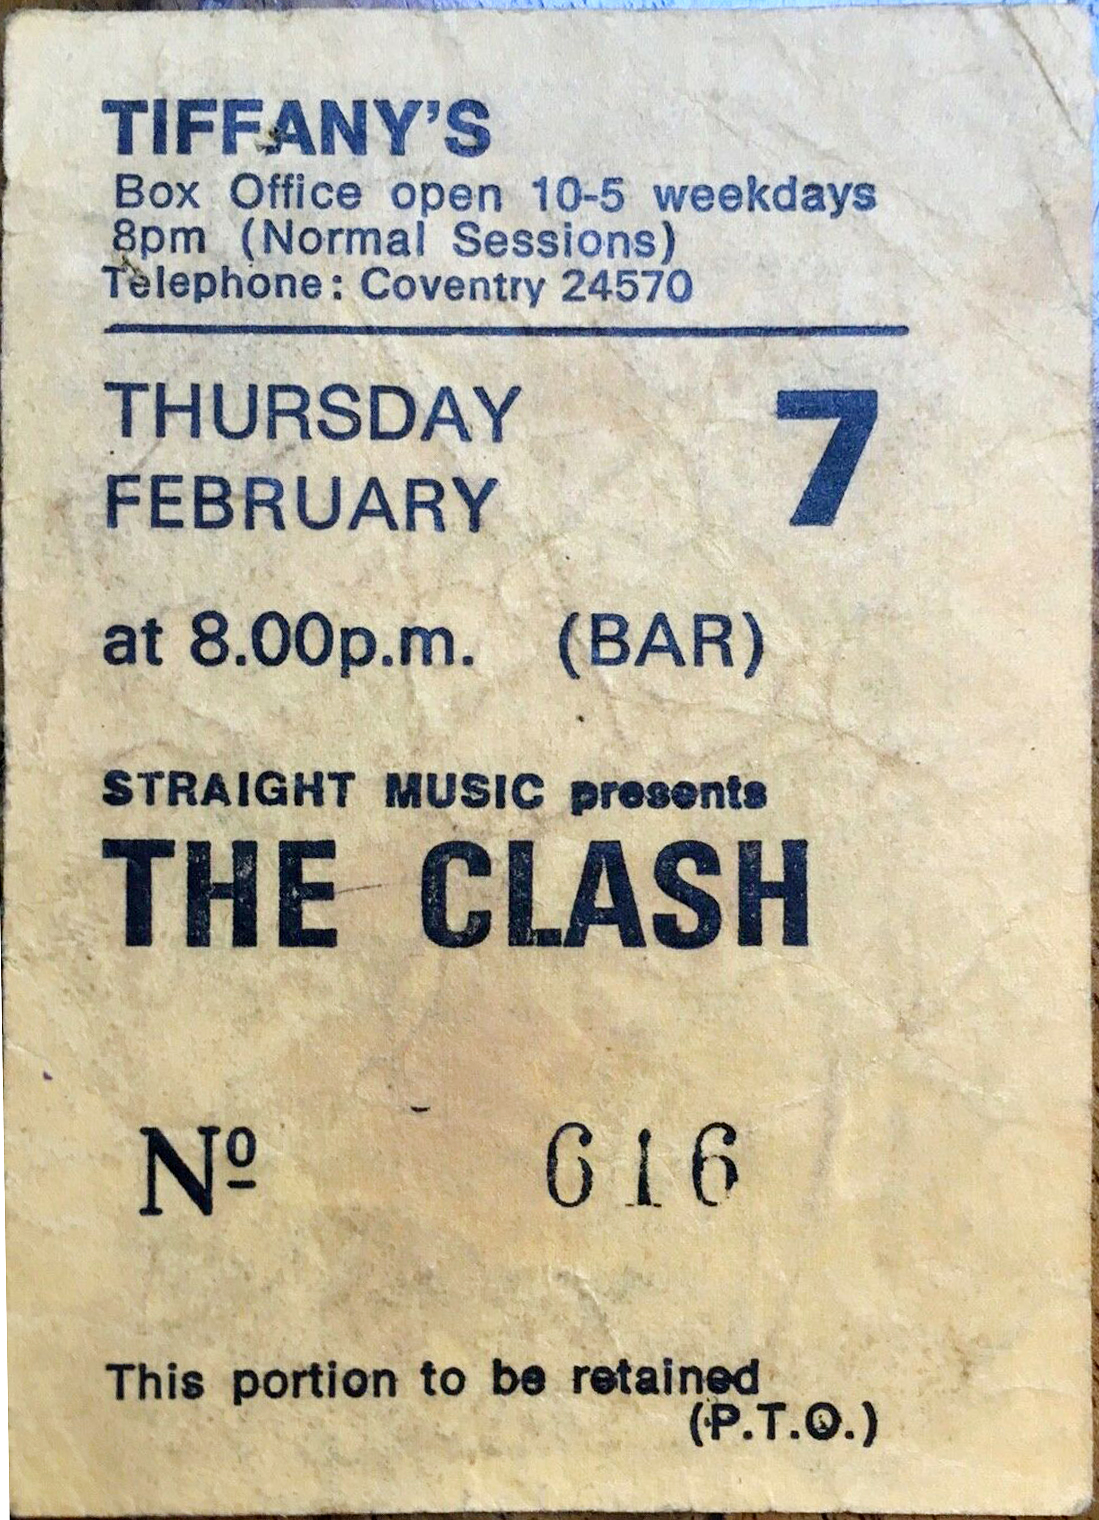 TIFFANY'S
Box Office open 10-5 weekdays
8pm (Normal Sessions)
Telephone: Coventry 24570
THURSDAY 7
FEBRUARY
at 8.00p.m. (BAR)
STRAIGHT MUSIC presents
THE CLASH
Nº 616
This portion to be retained
(P.T.O.)